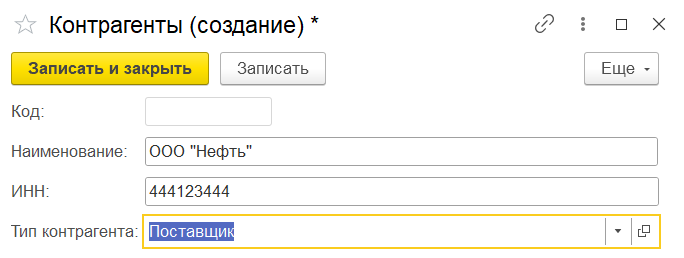 Контрагенты (создание) *
Записать и закрыть Записать Еще
Код:
Наименование: ООО "Нефть"
ИНН: 444123444
Тип контрагента: Поставщик